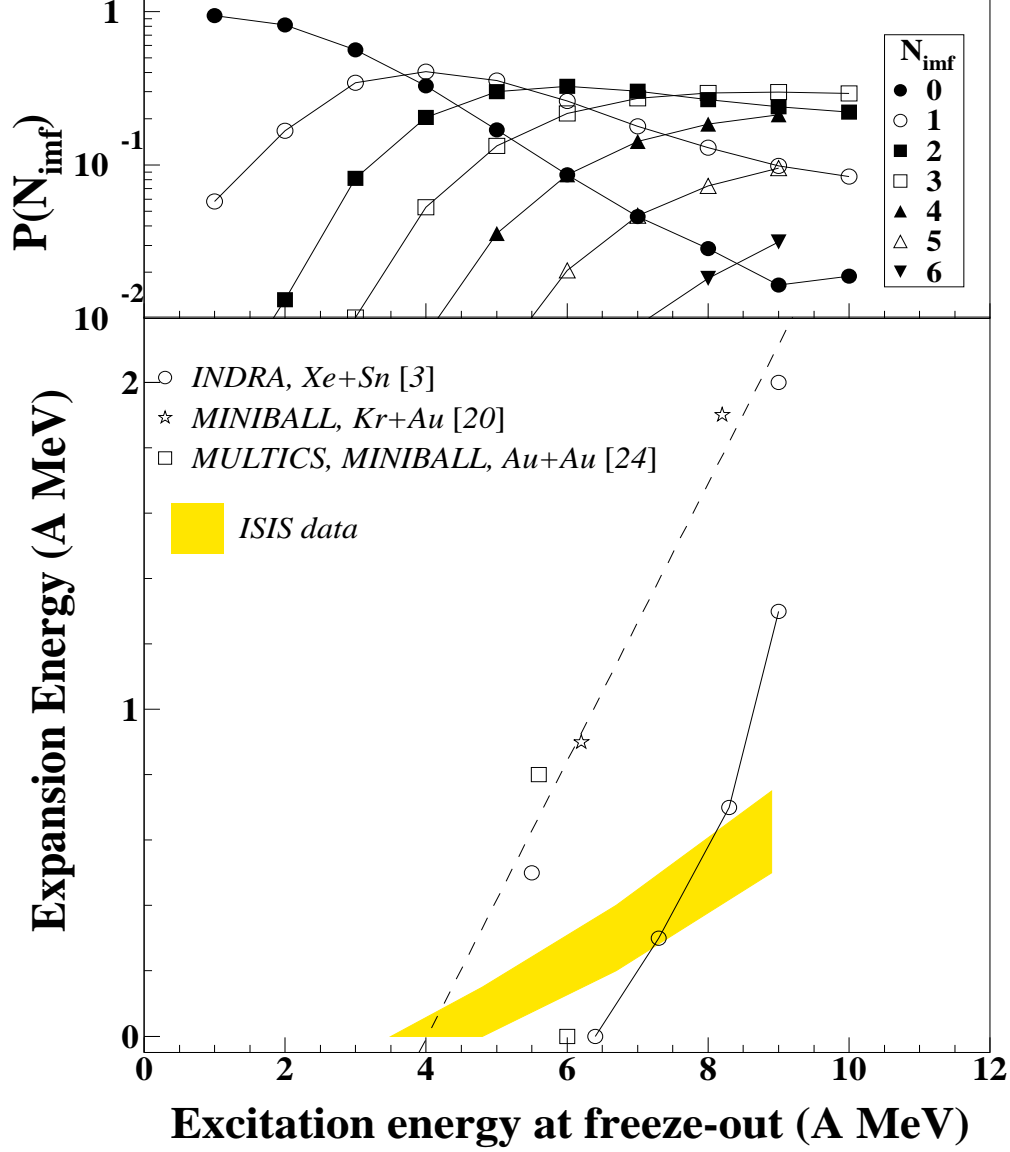 1
10 -1
10 -2
P(N_imf)
N_imf
0
1
2
3
4
5
6
INDRA, Xe+Sn [3]
MINIBALL, Kr+Au [20]
MULTICS, MINIBALL, Au+Au [24]
ISIS data
2
1
0
Expansion Energy (A MeV)
0 2 4 6 8 10 12
Excitation energy at freeze-out (A MeV)